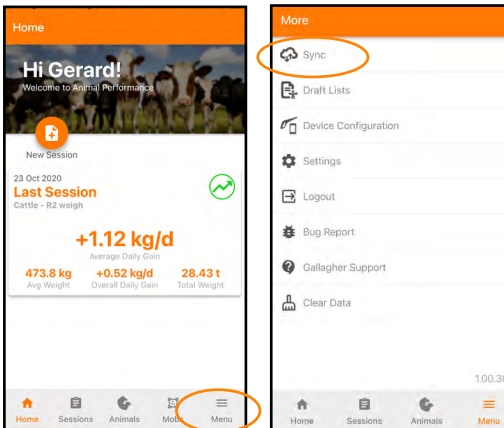 Home
Hi Gerard!
Welcome to Animal Performance
New Session
23 Oct 2020
Last Session
Cattle - R2 weigh
+1.12 kg/d
Average Daily Gain
473.8 kg +0.52 kg/d 28.43 t
Avg Weight Overall Daily Gain Total Weight
Home Sessions Animals Mobs Menu
More
Sync
Draft Lists
Device Configuration
Settings
Logout
Bug Report
Gallagher Support
Clear Data
Home Sessions Animals Menu